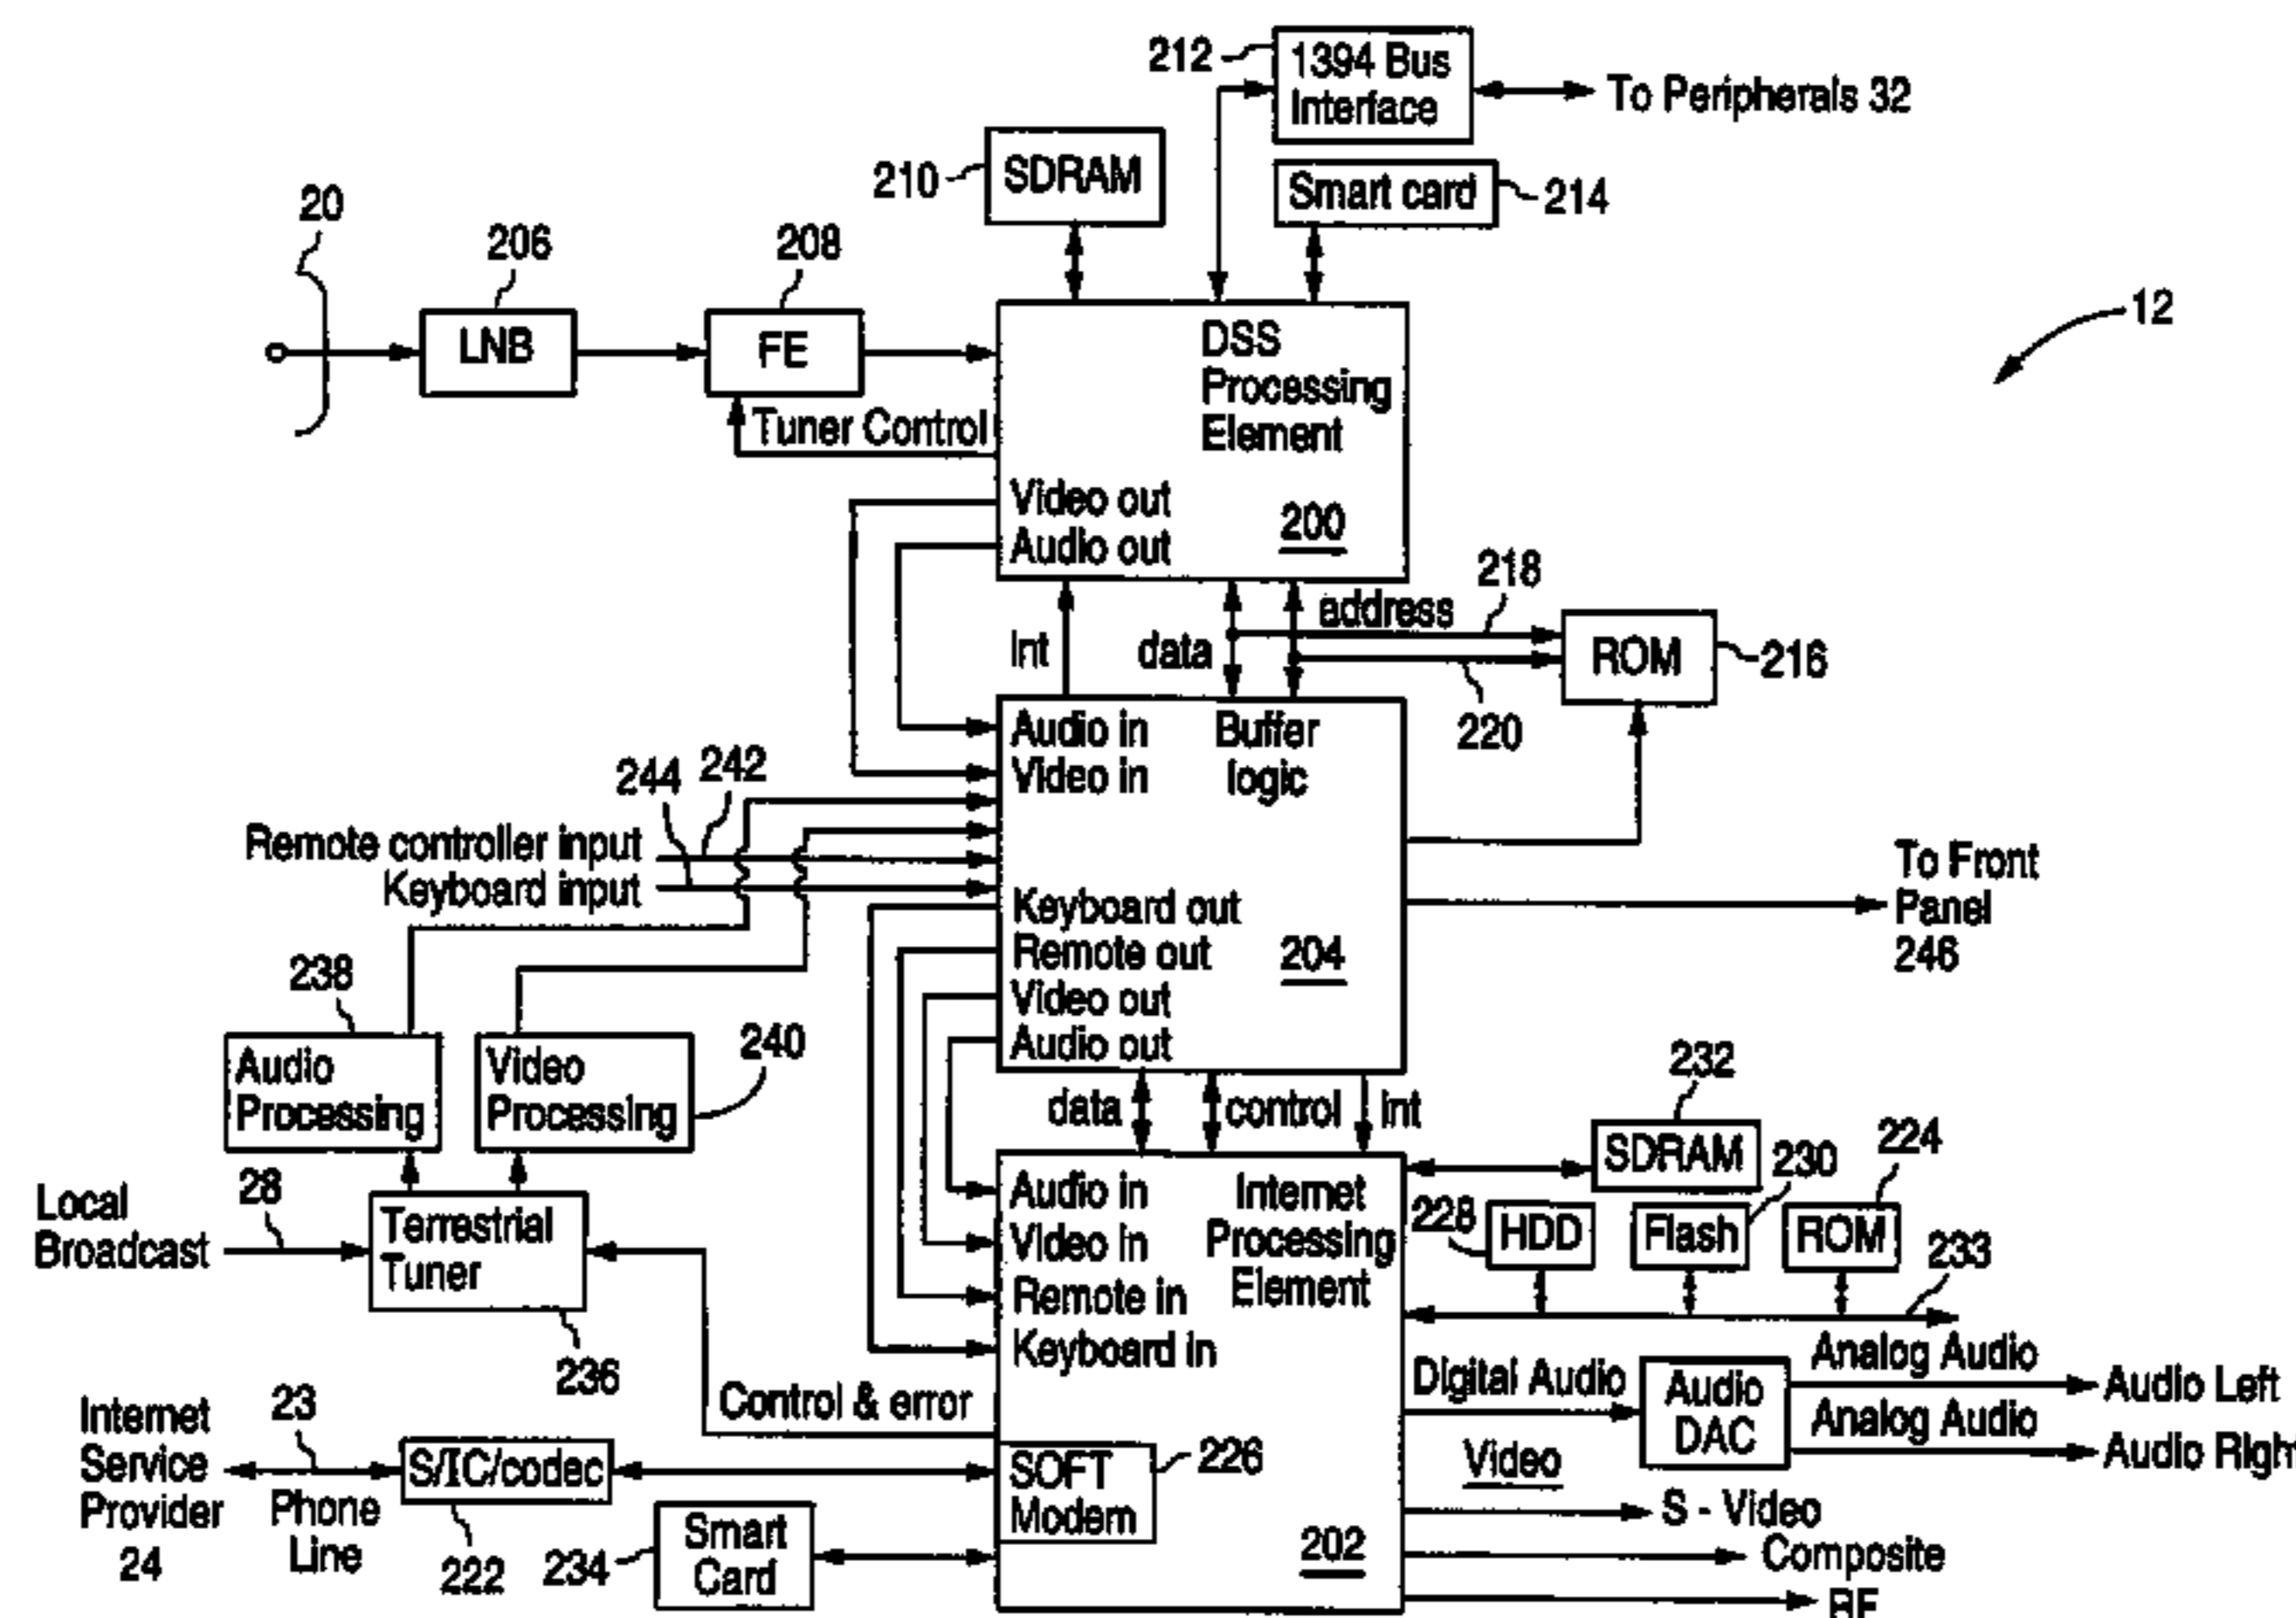 212
1394 Bus
Interface
To Peripherals 32
210
SDRAM
Smart card
214
20
206
208
12
LNB
FE
DSS
Processing
Element
Tuner Control
Video out
200
Audio out
218
address
Int
data
ROM
216
220
Audio in
Buffer
logic
Video in
244
242
Remote controller input
Keyboard input
To Front
Panel
246
Keyboard out
Remote out
204
Video out
Audio out
238
Audio
Processing
Video
Processing
240
data
control
Int
232
SDRAM
224
230
Local
Broadcast
28
Terrestrial
Tuner
236
Audio in
Video in
Remote in
Keyboard in
Internet
Processing
Element
228
HDD
Flash
ROM
233
Control & error
Digital Audio
Audio
DAC
Analog Audio
Audio Left
Analog Audio
Audio Right
Internet
Service
Provider
24
23
Phone
Line
S/IC/codec
222
SOFT
Modem
226
Video
S - Video
234
Smart
Card
202
Composite
RF